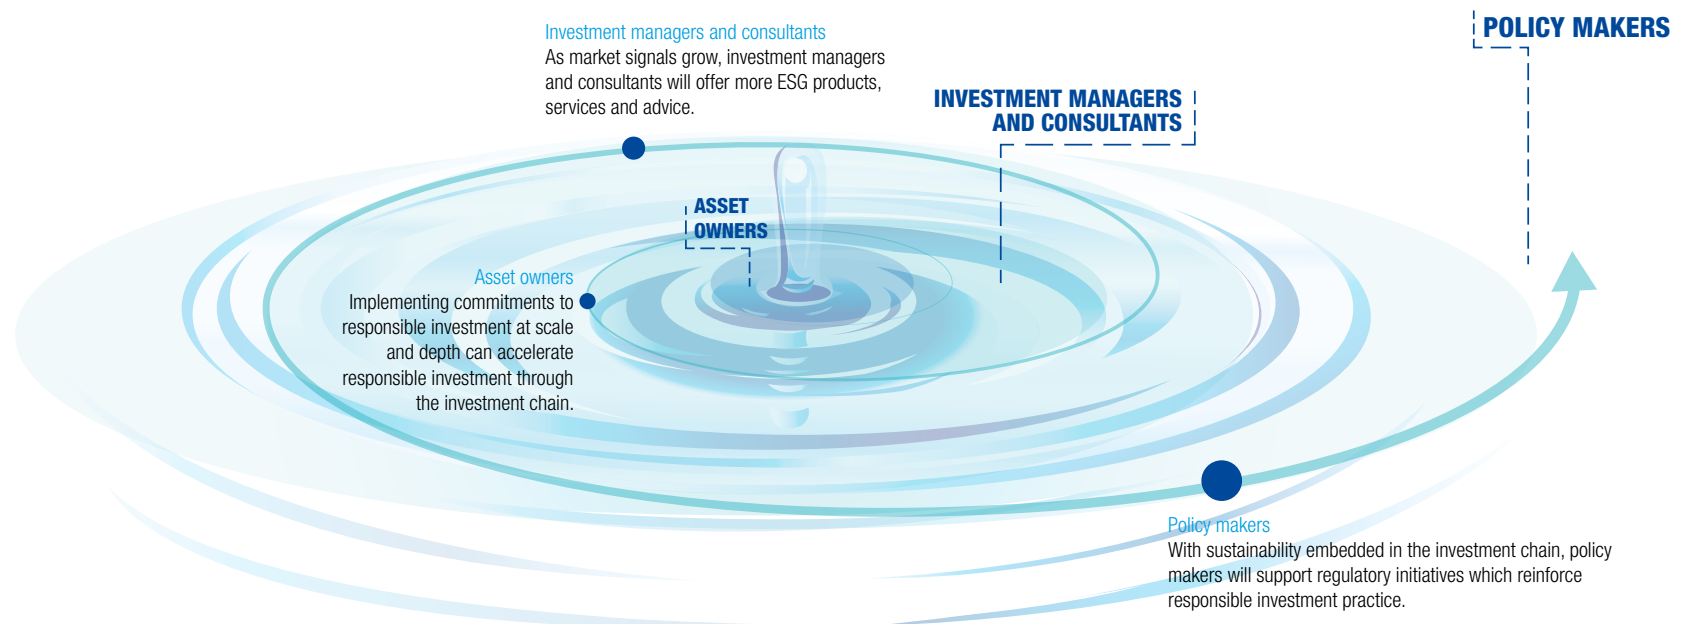 Investment managers and consultants
As market signals grow, investment managers
and consultants will offer more ESG products,
services and advice.
POLICY MAKERS
INVESTMENT MANAGERS
AND CONSULTANTS
ASSET
OWNERS
Asset owners
Implementing commitments to
responsible investment at scale
and depth can accelerate
responsible investment through
the investment chain.
Policy makers
With sustainability embedded in the investment chain, policy
makers will support regulatory initiatives which reinforce
responsible investment practice.